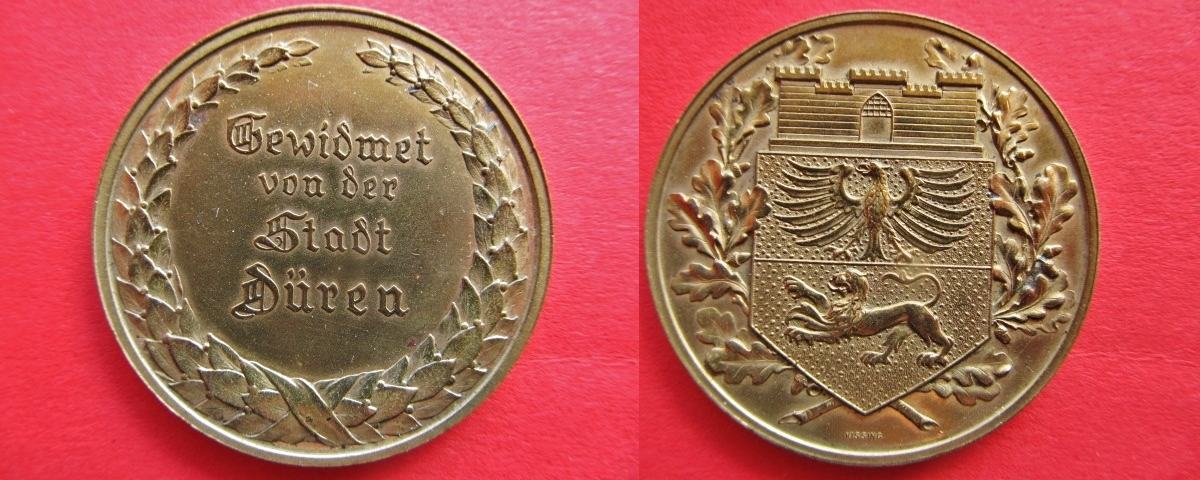 Gewidmet
von der
Stadt
Düren